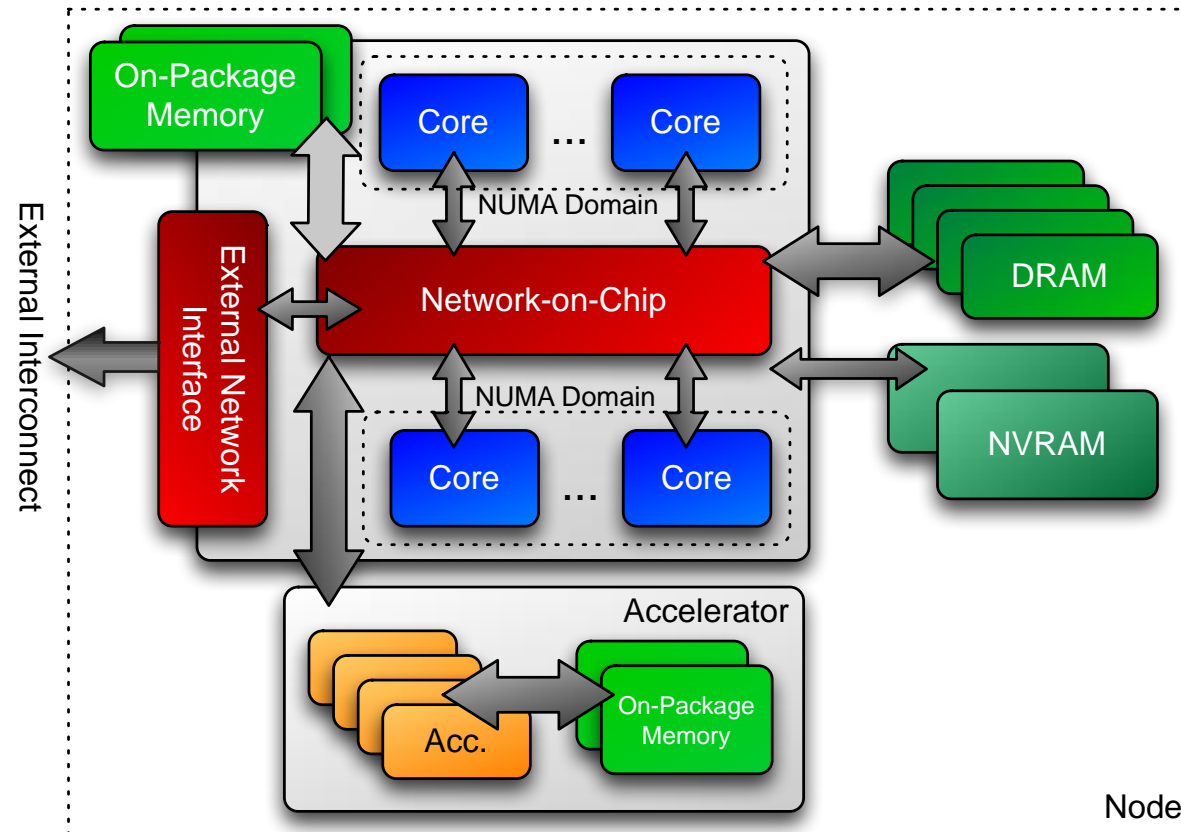 On-Package
Memory
Core
...
Core
NUMA Domain
External Interconnect
External Network
Interface
Network-on-Chip
DRAM
NUMA Domain
NVRAM
Core
...
Core
Accelerator
Acc.
On-Package
Memory
Node